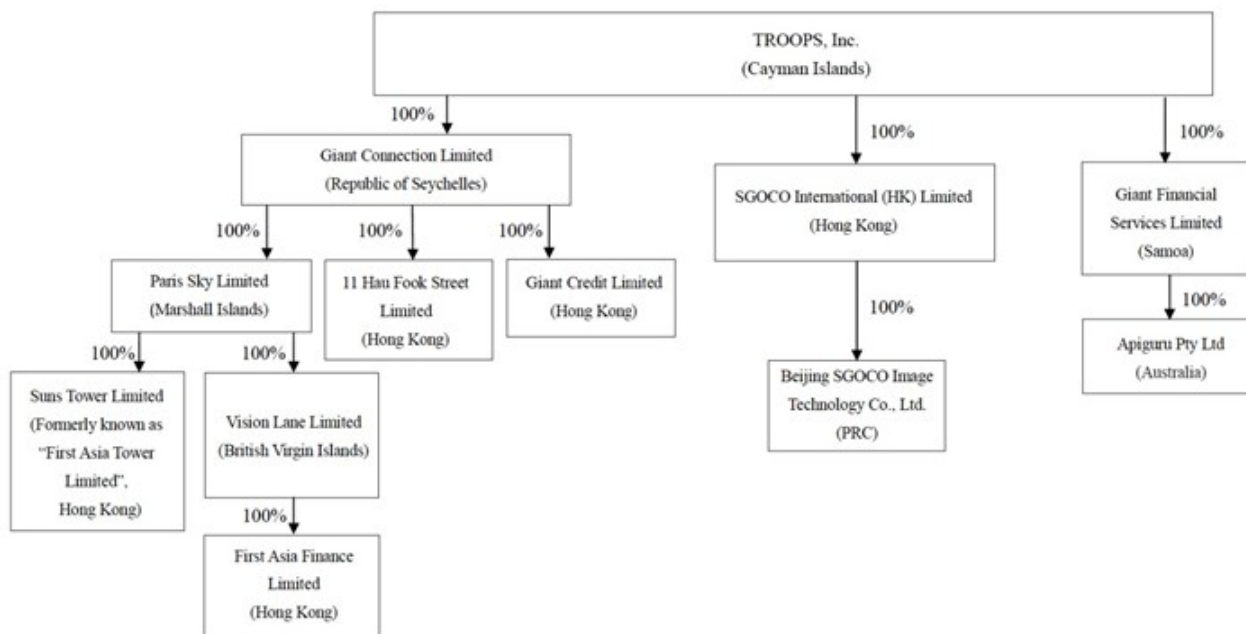 TROOPS, Inc.
(Cayman Islands)
100%
100%
100%
Giant Connection Limited
(Republic of Seychelles)
SGOCO International (HK) Limited
(Hong Kong)
Giant Financial
Services Limited
(Samoa)
100%
100%
100%
Paris Sky Limited
(Marshall Islands)
11 Hau Fook Street
Limited
(Hong Kong)
Giant Credit Limited
(Hong Kong)
100%
100%
100%
100%
Suns Tower Limited
(Formerly known as
“First Asia Tower
Limited”,
Hong Kong)
Vision Lane Limited
(British Virgin Islands)
Beijing SGOCO Image
Technology Co., Ltd.
(PRC)
Apiguru Pty Ltd
(Australia)
100%
First Asia Finance
Limited
(Hong Kong)